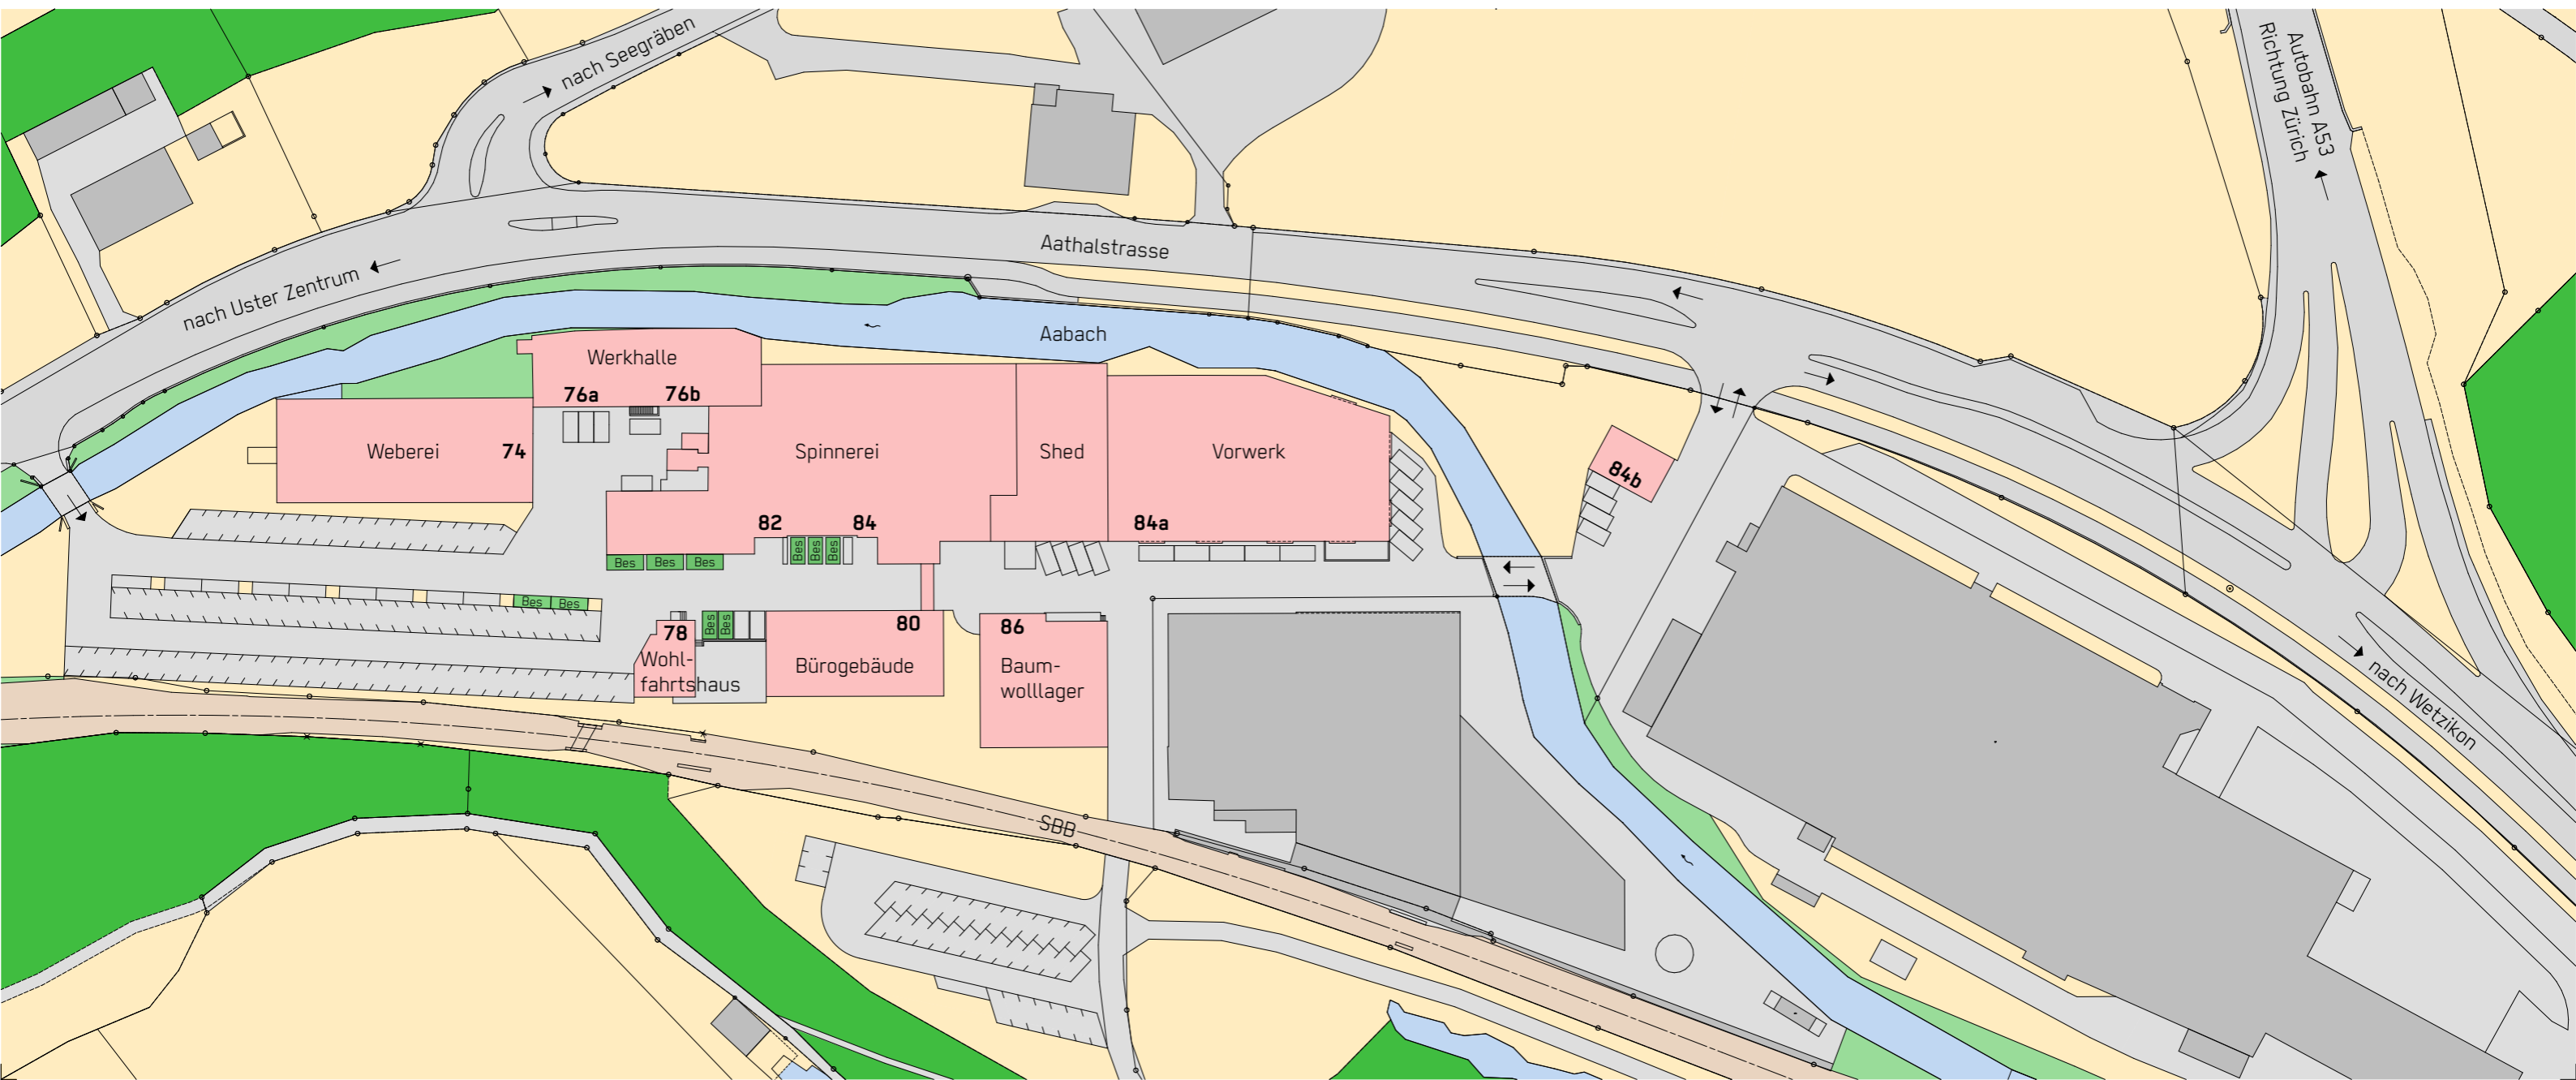 nach Seegräben
Autobahn A53
Richtung Zürich
Aathalstrasse
nach Uster Zentrum
Aabach
Werkhalle
76a
76b
Weberei
74
Spinnerei
Shed
Vorwerk
84b
82
84
84a
Bes
Bes
Bes
Bes
Bes
Bes
Bes
Bes
Bes
Bes
78
80
86
Wohl-
fahrtshaus
Bürogebäude
Baum-
wolllager
nach Wetzikon
SBB